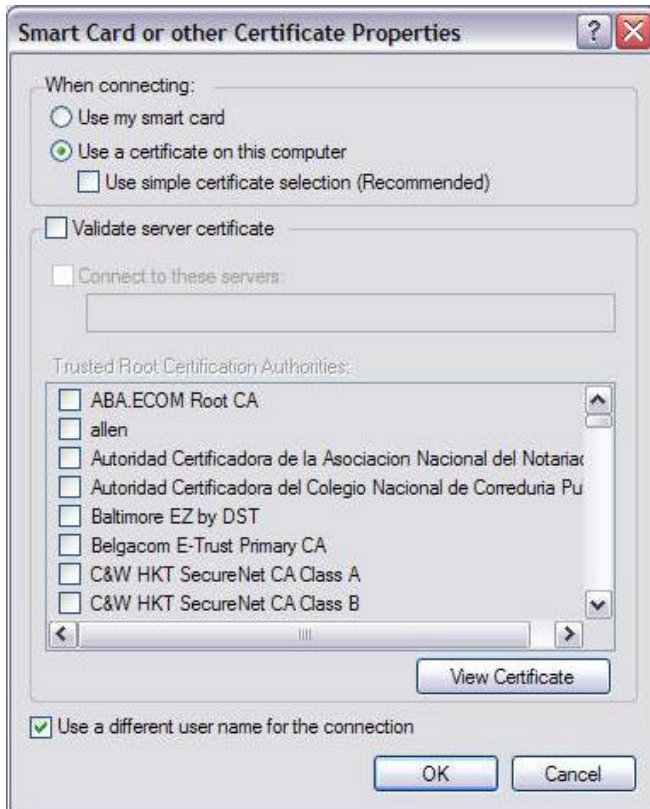 Smart Card or other Certificate Properties
When connecting:
Use my smart card
Use a certificate on this computer
Use simple certificate selection (Recommended)
Validate server certificate
Connect to these servers:
Trusted Root Certification Authorities:
ABA.ECOM Root CA
allen
Autoridad Certificadora de la Asociacion Nacional del Notariac
Autoridad Certificadora del Colegio Nacional de Correduria Pu
Baltimore EZ by DST
Belgacom E-Trust Primary CA
C&W HKT SecureNet CA Class A
C&W HKT SecureNet CA Class B
View Certificate
Use a different user name for the connection
OK Cancel